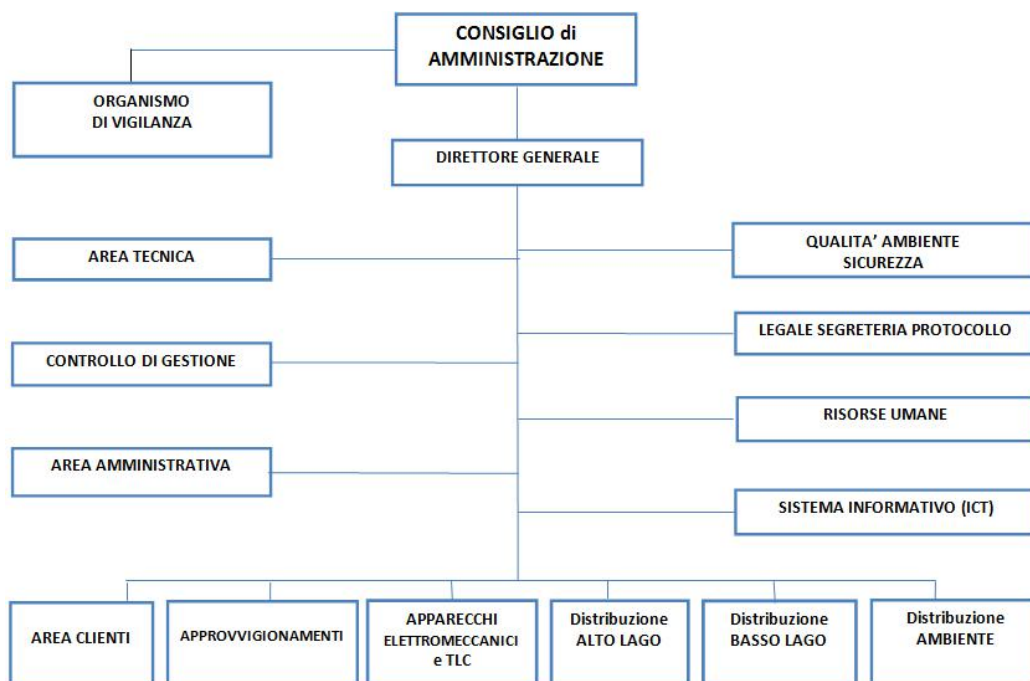 CONSIGLIO di
AMMINISTRAZIONE
ORGANISMO
DI VIGILANZA
DIRETTORE GENERALE
AREA TECNICA
QUALITA' AMBIENTE
SICUREZZA
CONTROLLO DI GESTIONE
LEGALE SEGRETERIA PROTOCOLLO
AREA AMMINISTRATIVA
RISORSE UMANE
SISTEMA INFORMATIVO (ICT)
AREA CLIENTI
APPROVVIGIONAMENTI
APPARECCHI
ELETTROMECCANICI
e TLC
Distribuzione
ALTO LAGO
Distribuzione
BASSO LAGO
Distribuzione
AMBIENTE